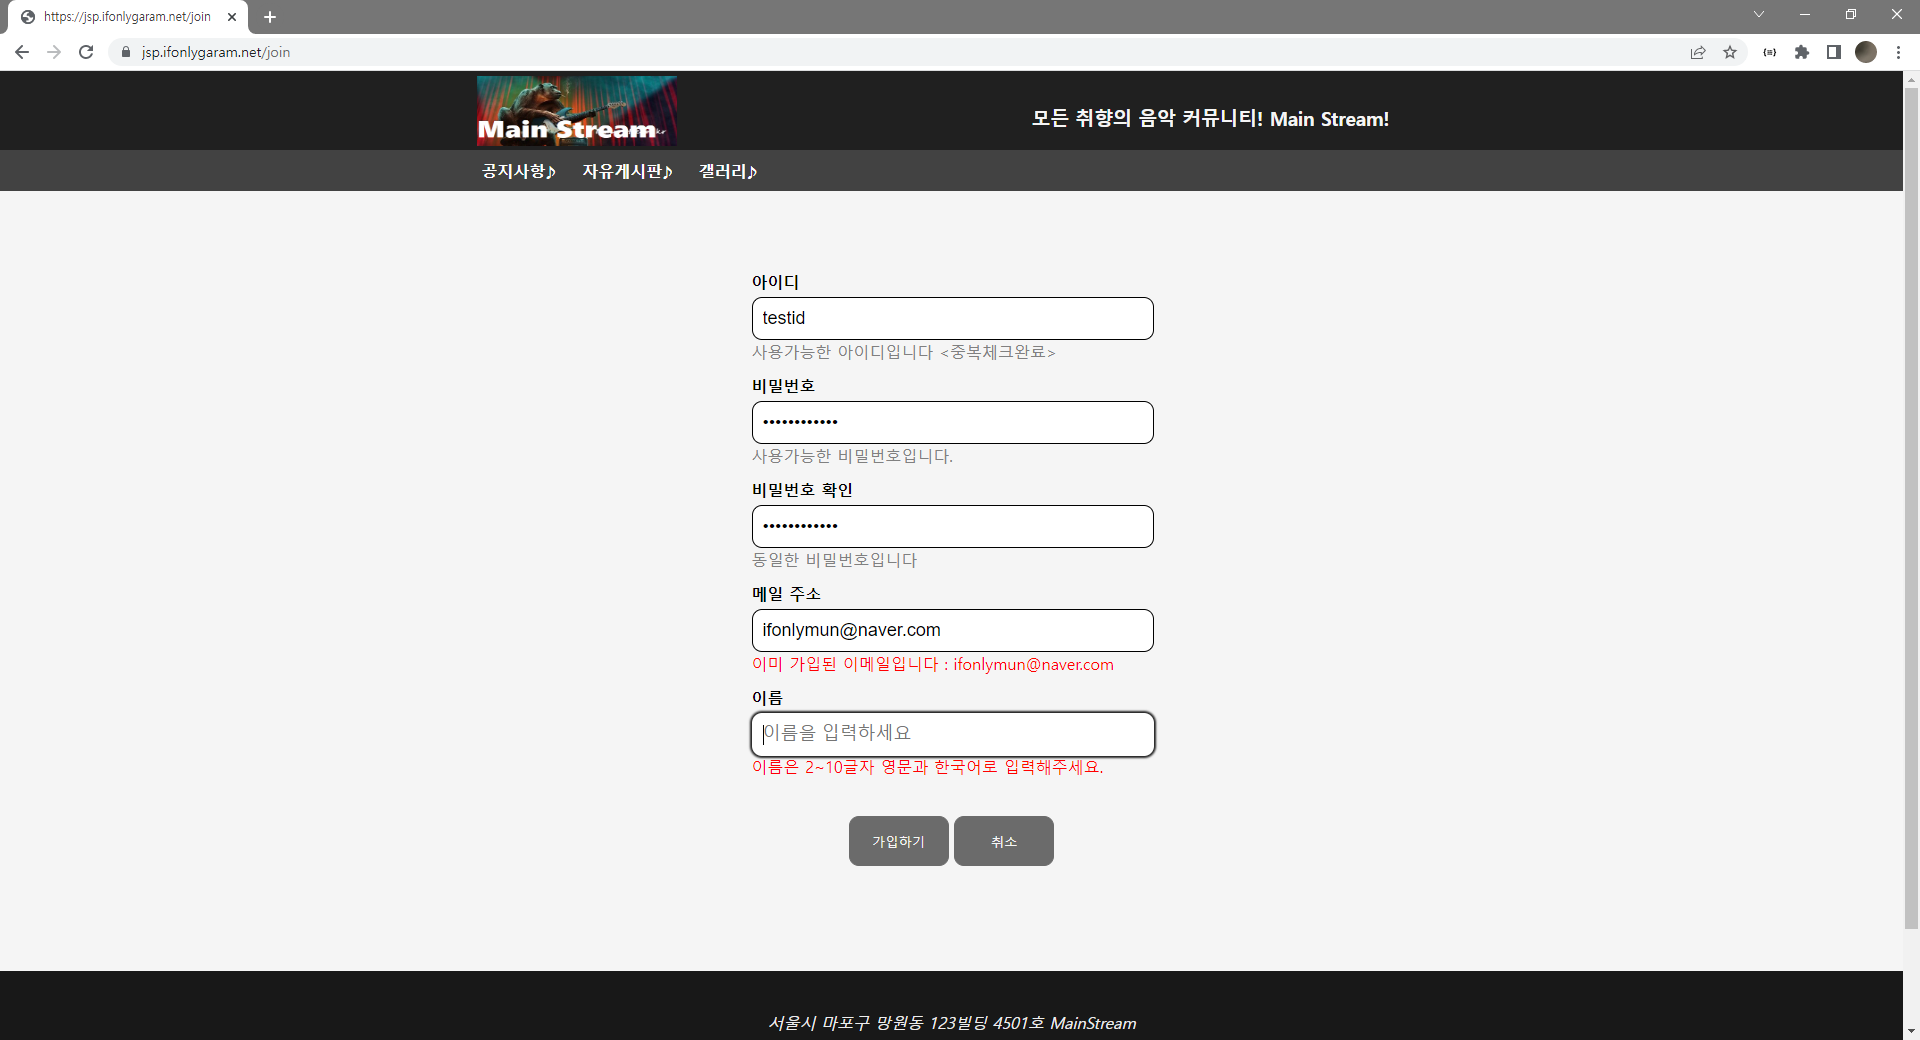 https://jsp.ifonlygaram.net/join
jsp.ifonlygaram.net/join
Main Stream
모든 취향의 음악 커뮤니티! Main Stream!
공지사항♪ 자유게시판♪ 갤러리♪
아이디
testid
사용가능한 아이디입니다 <중복체크완료>
비밀번호
••••••••••••
사용가능한 비밀번호입니다.
비밀번호 확인
••••••••••••
동일한 비밀번호입니다
메일 주소
ifonlymun@naver.com
이미 가입된 이메일입니다 : ifonlymun@naver.com
이름
이름을 입력하세요
이름은 2~10글자 영문과 한국어로 입력해주세요.
가입하기 취소
서울시 마포구 망원동 123빌딩 4501호 MainStream